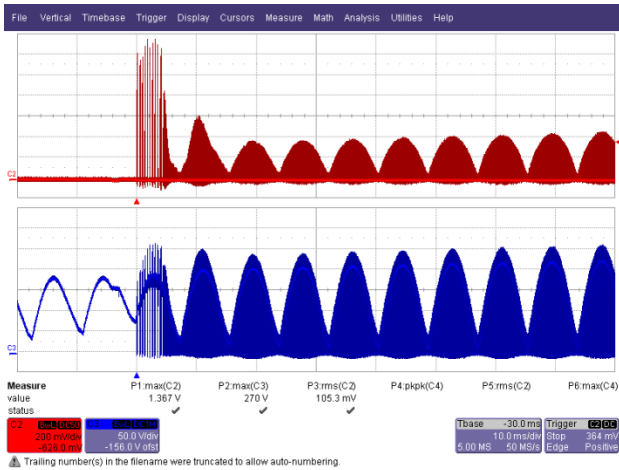 File Vertical Timebase Trigger Display Cursors Measure Math Analysis Utilities Help
C2
C3
Measure P1:max(C2) P2:max(C3) P3:rms(C2) P4:pkpk(C4) P5:rms(C2) P6:max(C4)
value 1.367 V 270 V 105.3 mV
status
C2 BwL DC50 Tbase -30.0 ms Trigger C2 DC
200 mV/div 50.0 V/div 10.0 ms/div Stop 364 mV
-626.0 mV -156.0 V ofst 5.00 MS 50 MS/s Edge Positive
Trailing number(s) in the filename were truncated to allow auto-numbering.